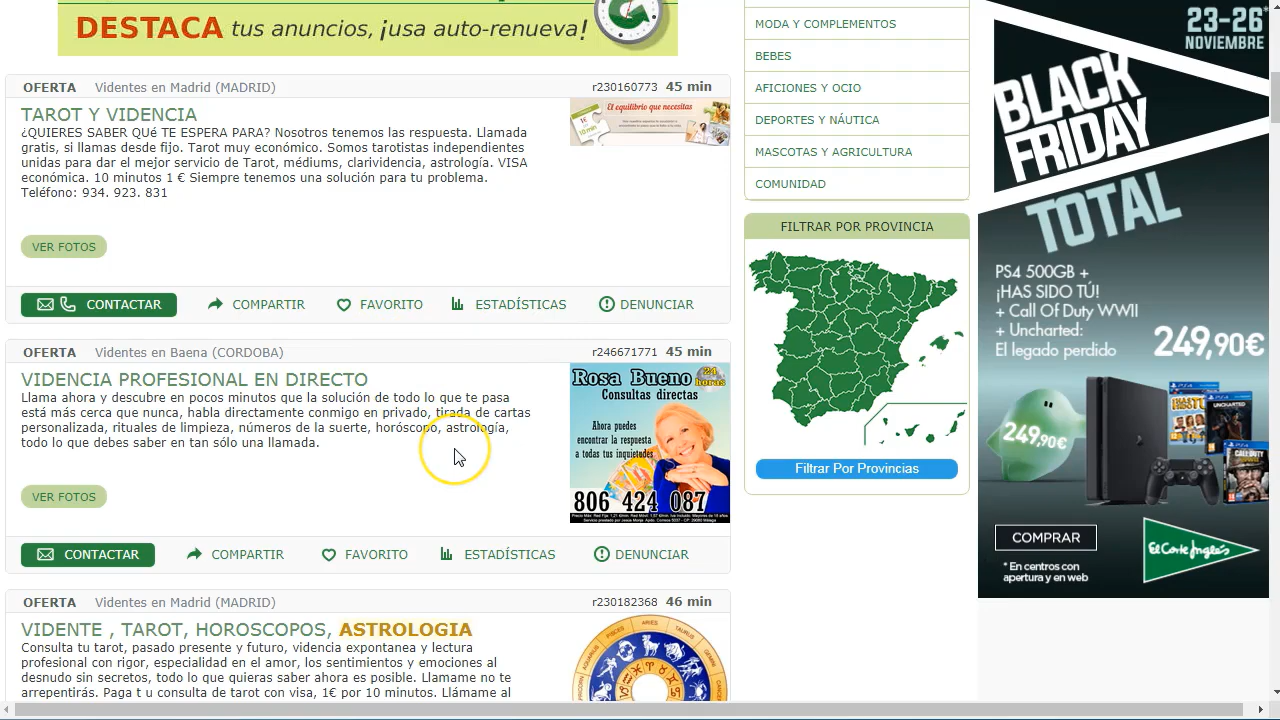 DESTACA tus anuncios, ¡usa auto-renueva!
OFERTA Videntes en Madrid (MADRID) r230160773 45 min
TAROT Y VIDENCIA
¿QUIERES SABER QUé TE ESPERA PARA? Nosotros tenemos las respuesta. Llamada
gratis, si llamas desde fijo. Tarot muy económico. Somos tarotistas independientes
unidas para dar el mejor servicio de Tarot, médiums, clarividencia, astrología. VISA
económica. 10 minutos 1 € Siempre tenemos una solución para tu problema.
Teléfono: 934. 923. 831
El equilibrio que necesitas
1€
10 min
VER FOTOS
CONTACTAR COMPARTIR FAVORITO ESTADÍSTICAS DENUNCIAR
OFERTA Videntes en Baena (CORDOBA) r246671771 45 min
VIDENCIA PROFESIONAL EN DIRECTO
Llama ahora y descubre en pocos minutos que la solución de todo lo que te
está más cerca que nunca, habla directamente conmigo en privado, tirada de cartas
personalizada, rituales de limpieza, números de la suerte, horóscopo, astrología,
todo lo que debes saber en tan sólo una llamada.
Rosa Bueno 24 horas
Consultas directas
Ahora puedes
encontrar la respuesta
a todas tus inquietudes
806 424 087
VER FOTOS
CONTACTAR COMPARTIR FAVORITO ESTADÍSTICAS DENUNCIAR
OFERTA Videntes en Madrid (MADRID) r230182368 46 min
VIDENTE , TAROT, HOROSCOPOS, ASTROLOGIA
Consulta tu tarot, pasado presente y futuro, videncia expontanea y lectura
profesional con rigor, especialidad en el amor, los sentimientos y emociones al
desnudo sin secretos, todo lo que quieras saber ahora es posible. Llamame no te
arrepentirás. Paga t u consulta de tarot con visa, 1€ por 10 minutos. Llámame al
PISCES ARIES TAURUS
MODA Y COMPLEMENTOS
BEBES
AFICIONES Y OCIO
DEPORTES Y NÁUTICA
MASCOTAS Y AGRICULTURA
COMUNIDAD
FILTRAR POR PROVINCIA
Filtrar Por Provincias
23-26*
NOVIEMBRE
BLACK
FRIDAY
TOTAL
PS4 500GB +
¡HAS SIDO TÚ!
+ Call Of Duty WWII
+ Uncharted:
El legado perdido
249,90€
249,90€
UNCHARTED
CALL DUTY
COMPRAR
El Corte Inglés
* En centros con
apertura y en web